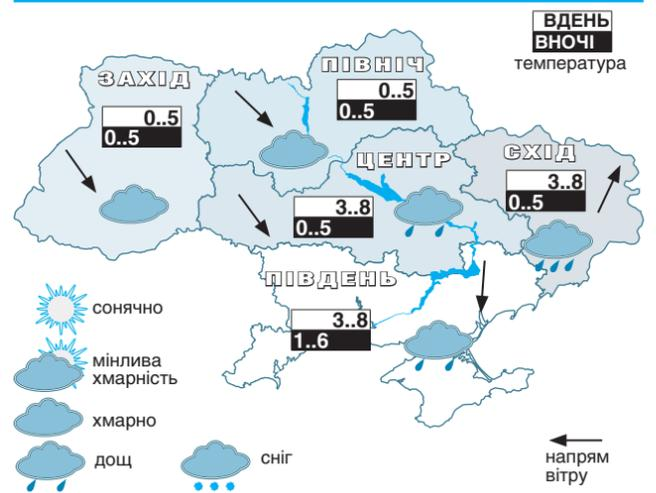 ВДЕНЬ
ВНОЧІ
температура
ПІВНІЧ
0..5
0..5
ЗАХІД
0..5
0..5
ЦЕНТР
3..8
0..5
СХІД
3..8
0..5
ПІВДЕНЬ
3..8
1..6
сонячно
мінлива
хмарність
хмарно
дощ
сніг
напрям
вітру